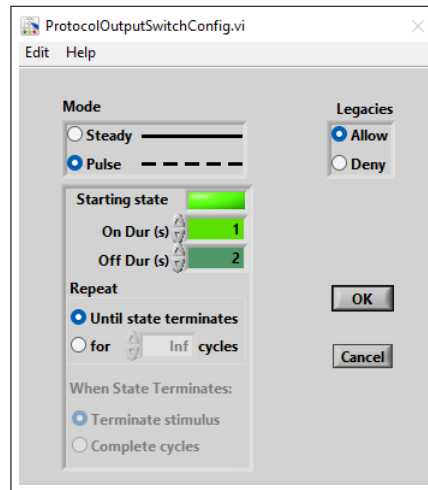 ProtocolOutputSwitchConfig.vi
Edit Help
Mode
Steady
Pulse
Legacies
Allow
Deny
Starting state
On Dur (s) 1
Off Dur (s) 2
Repeat
Until state terminates
for Inf cycles
When State Terminates:
Terminate stimulus
Complete cycles
OK
Cancel